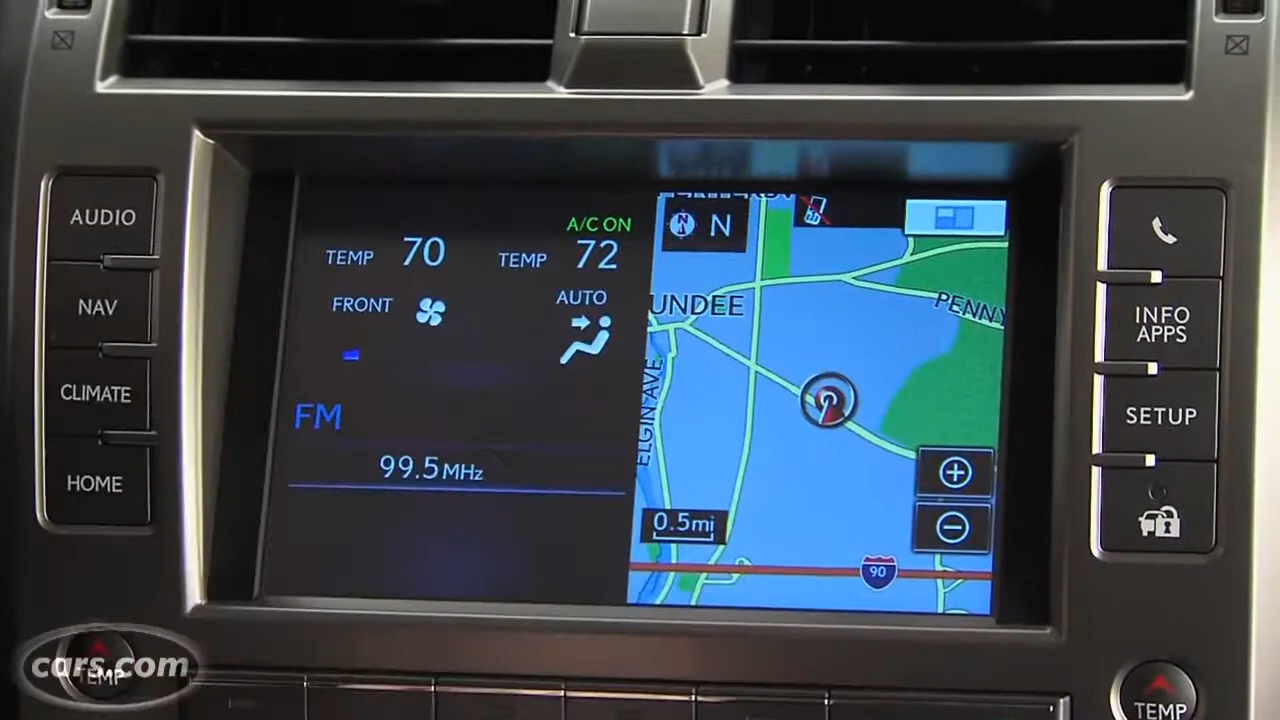 AUDIO
NAV
CLIMATE
HOME
A/C ON
TEMP 70 TEMP 72
FRONT
AUTO
FM
99.5MHz
N N
UNDEE
PENNY
ELGIN AVE
0.5mi
90
INFO
APPS
SETUP
cars.com
TEMP
TEMP